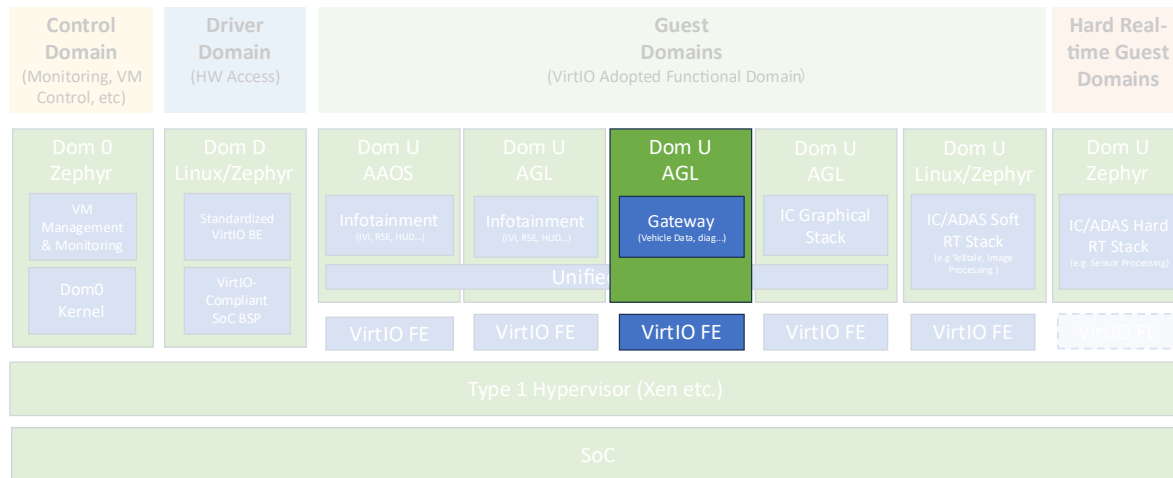 Control
Domain
(Monitoring, VM
Control, etc)
Driver
Domain
(HW Access)
Guest
Domains
(VirtIO Adopted Functional Domain)
Hard Real-
time Guest
Domains
Dom 0
Zephyr
VM
Management
& Monitoring
Dom0
Kernel
Dom D
Linux/Zephyr
Standardized
VirtIO BE
VirtIO-
Compliant
SoC BSP
Dom U
AAOS
Infotainment
(IVI, RSE, HUD...)
Dom U
AGL
Infotainment
(IVI, RSE, HUD...)
Dom U
AGL
Gateway
(Vehicle Data, diag...)
Dom U
AGL
IC Graphical
Stack
Dom U
Linux/Zephyr
IC/ADAS Soft
RT Stack
(e.g Telltale, Image
Processing )
Dom U
Zephyr
IC/ADAS Hard
RT Stack
(e.g. Sensor Processing)
VirtIO FE
VirtIO FE
VirtIO FE
VirtIO FE
VirtIO FE
VirtIO FE
Type 1 Hypervisor (Xen etc.)
SoC